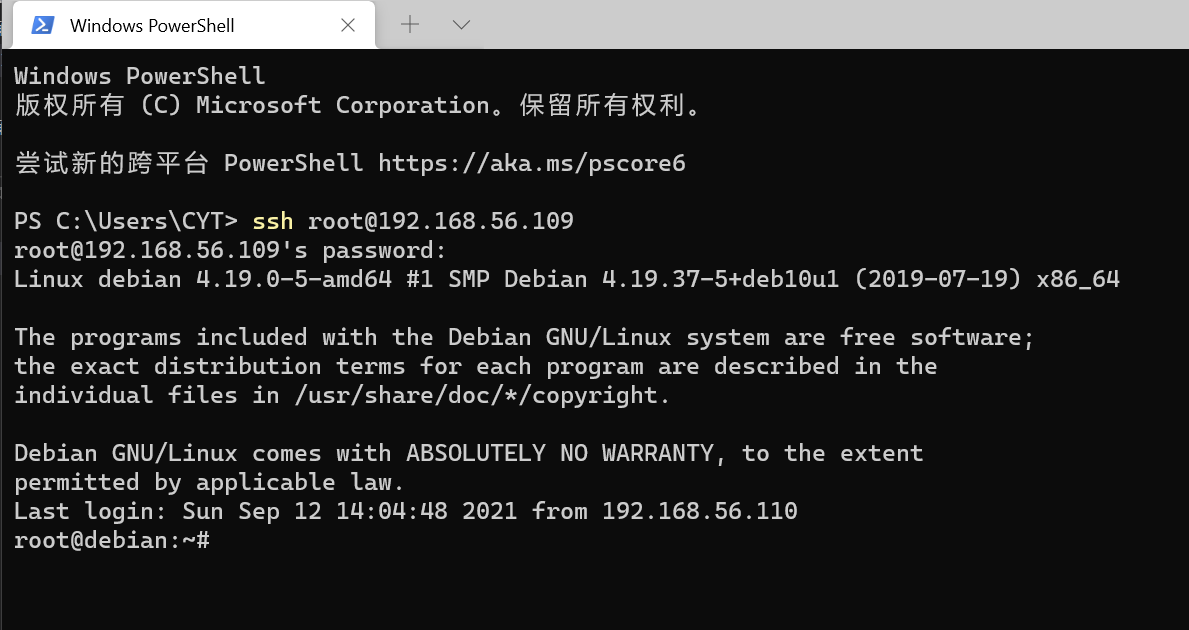 Windows PowerShell
Windows PowerShell
版权所有 (C) Microsoft Corporation。保留所有权利。
尝试新的跨平台 PowerShell https://aka.ms/pscore6
PS C:\Users\CYT> ssh root@192.168.56.109
root@192.168.56.109's password:
Linux debian 4.19.0-5-amd64 #1 SMP Debian 4.19.37-5+deb10u1 (2019-07-19) x86_64
The programs included with the Debian GNU/Linux system are free software;
the exact distribution terms for each program are described in the
individual files in /usr/share/doc/*/copyright.
Debian GNU/Linux comes with ABSOLUTELY NO WARRANTY, to the extent
permitted by applicable law.
Last login: Sun Sep 12 14:04:48 2021 from 192.168.56.110
root@debian:~#